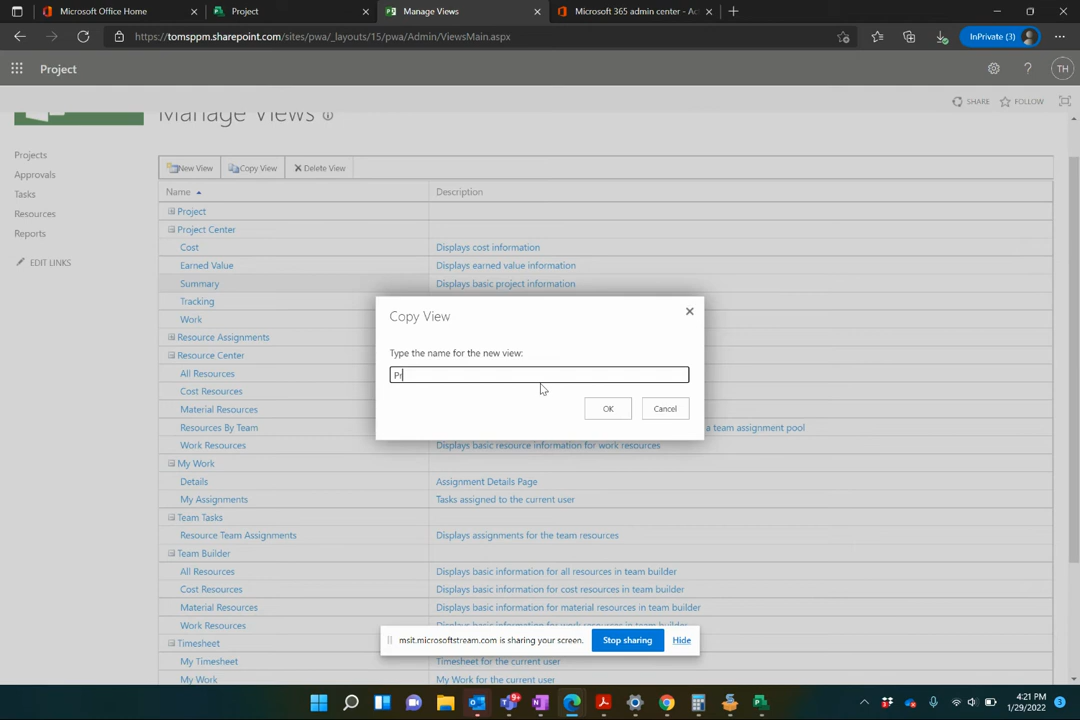 Microsoft Office Home
Project
Manage Views
Microsoft 365 admin center - Ac
https://tomsppm.sharepoint.com/sites/pwa/_layouts/15/pwa/Admin/ViewsMain.aspx
InPrivate (3)
Project
TH
SHARE
FOLLOW
Manage Views
Projects
Approvals
Tasks
Resources
Reports
EDIT LINKS
New View
Copy View
Delete View
Name
Description
Project
Project Center
Cost
Displays cost information
Earned Value
Displays earned value information
Summary
Displays basic project information
Tracking
Work
Resource Assignments
Resource Center
All Resources
Cost Resources
Material Resources
Resources By Team
a team assignment pool
Work Resources
Displays basic resource information for work resources
My Work
Details
Assignment Details Page
My Assignments
Tasks assigned to the current user
Team Tasks
Resource Team Assignments
Displays assignments for the team resources
Team Builder
All Resources
Displays basic information for all resources in team builder
Cost Resources
Displays basic information for cost resources in team builder
Material Resources
Displays basic information for material resources in team builder
Work Resources
Timesheet
My Timesheet
Timesheet for the current user
My Work
My Work for the current user
Copy View
Type the name for the new view:
Pr
OK
Cancel
msit.microsoftstream.com is sharing your screen.
Stop sharing
Hide
9+
4:21 PM
1/29/2022
3